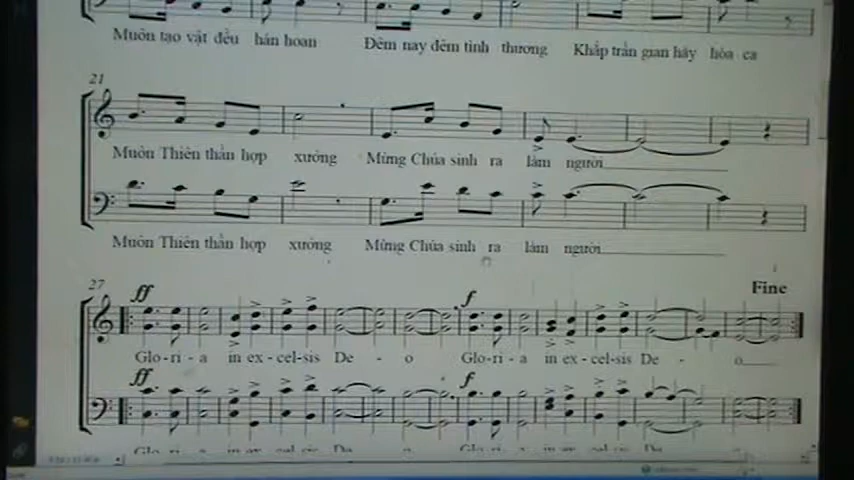 Muôn tạo vật đều hán hoan Đêm nay đêm tình thương Khắp trần gian hãy hòa ca
21
Muôn Thiên thần hợp xướng Mừng Chúa sinh ra làm người
Muôn Thiên thần hợp xướng Mừng Chúa sinh ra làm người
27 ff f Fine
Glo-ri-a in ex-cel-sis De - o Glo-ri-a in ex-cel-sis De - o
ff f